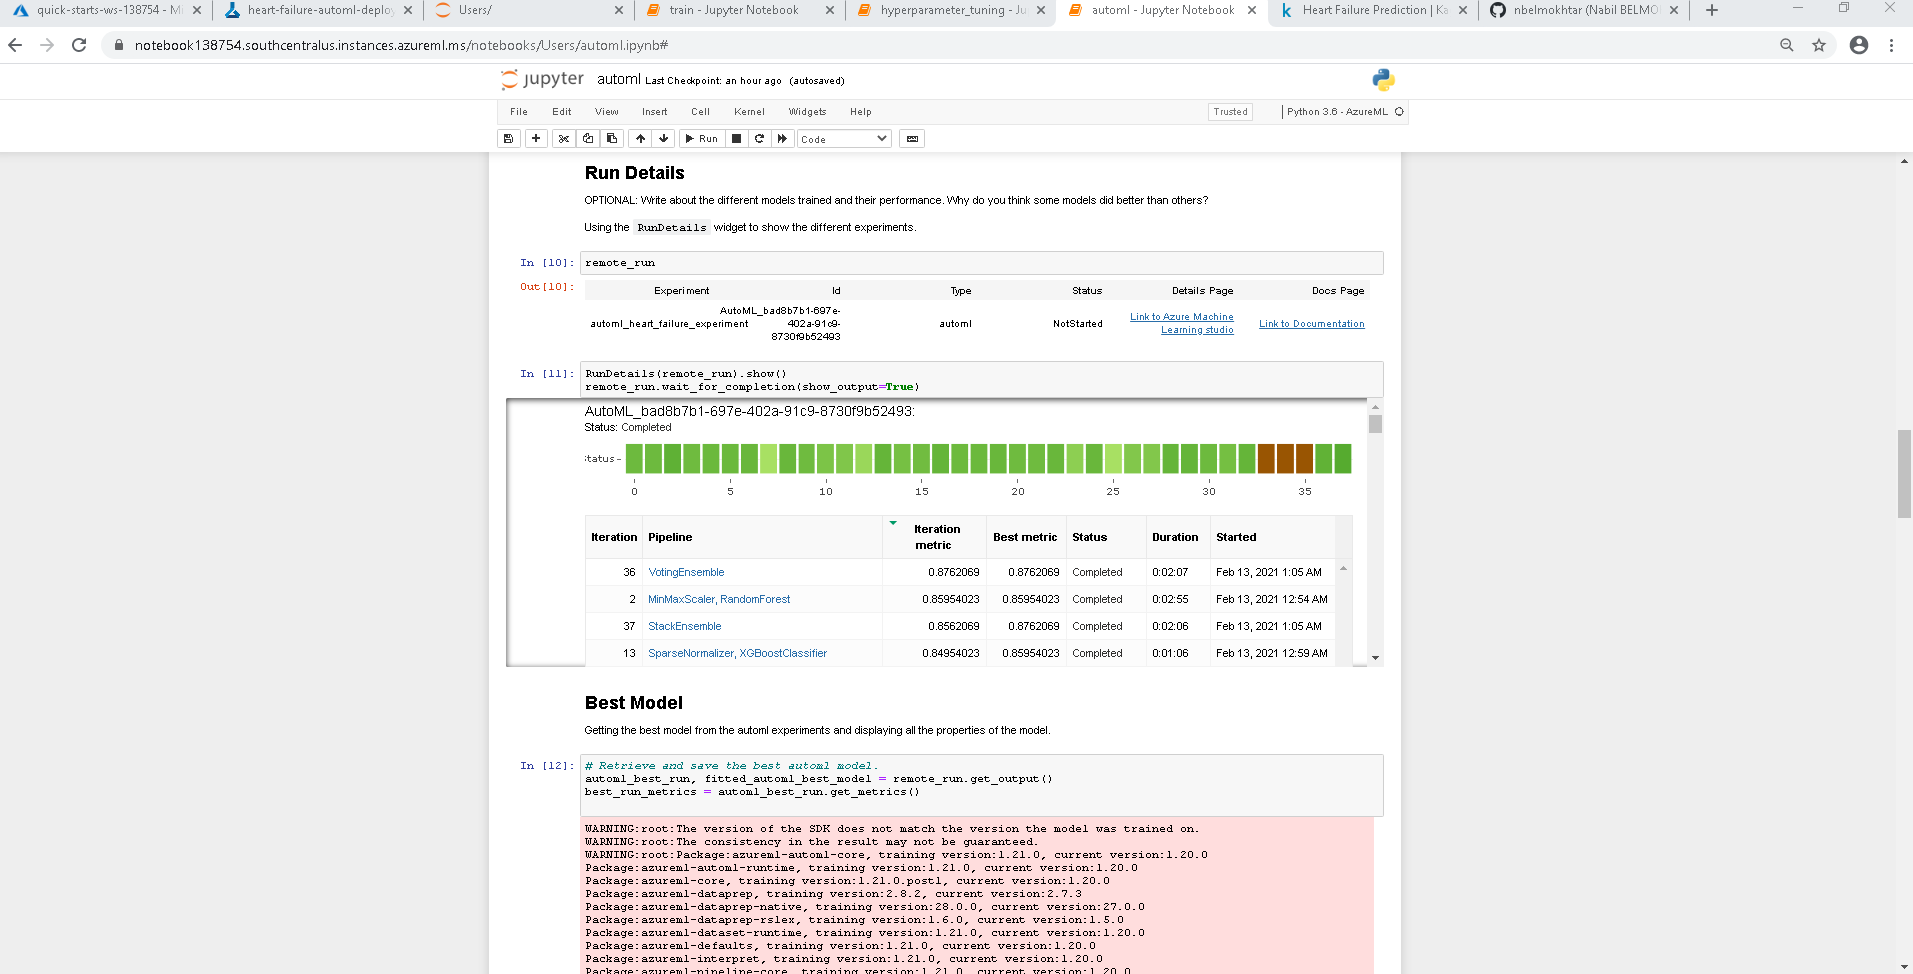 quick-starts-ws-138754 - Mi
heart-failure-automl-deploy
Users/
train - Jupyter Notebook
hyperparameter_tuning - Ju
automl - Jupyter Notebook
Heart Failure Prediction | Ka
nbelmokhtar (Nabil BELMO
notebook138754.southcentralus.instances.azureml.ms/notebooks/Users/automl.ipynb#
jupyter automl Last Checkpoint: an hour ago (autosaved)
File Edit View Insert Cell Kernel Widgets Help Trusted Python 3.6 - AzureML
Run Code
Run Details
OPTIONAL: Write about the different models trained and their performance. Why do you think some models did better than others?
Using the RunDetails widget to show the different experiments.
In [10]: remote_run
Out[10]: Experiment Id Type Status Details Page Docs Page
automl_heart_failure_experiment AutoML_bad8b7b1-697e-402a-91c9-8730f9b52493 automl NotStarted Link to Azure Machine Learning studio Link to Documentation
In [11]: RunDetails(remote_run).show()
remote_run.wait_for_completion(show_output=True)
AutoML_bad8b7b1-697e-402a-91c9-8730f9b52493:
Status: Completed
tatus
0 5 10 15 20 25 30 35
Iteration Pipeline Iteration metric Best metric Status Duration Started
36 VotingEnsemble 0.8762069 0.8762069 Completed 0:02:07 Feb 13, 2021 1:05 AM
2 MinMaxScaler, RandomForest 0.85954023 0.85954023 Completed 0:02:55 Feb 13, 2021 12:54 AM
37 StackEnsemble 0.8562069 0.8762069 Completed 0:02:06 Feb 13, 2021 1:05 AM
13 SparseNormalizer, XGBoostClassifier 0.84954023 0.85954023 Completed 0:01:06 Feb 13, 2021 12:59 AM
Best Model
Getting the best model from the automl experiments and displaying all the properties of the model.
In [12]: # Retrieve and save the best automl model.
automl_best_run, fitted_automl_best_model = remote_run.get_output()
best_run_metrics = automl_best_run.get_metrics()
WARNING:root:The version of the SDK does not match the version the model was trained on.
WARNING:root:The consistency in the result may not be guaranteed.
WARNING:root:Package:azureml-automl-core, training version:1.21.0, current version:1.20.0
Package:azureml-automl-runtime, training version:1.21.0, current version:1.20.0
Package:azureml-core, training version:1.21.0.post1, current version:1.20.0
Package:azureml-dataprep, training version:2.8.2, current version:2.7.3
Package:azureml-dataprep-native, training version:28.0.0, current version:27.0.0
Package:azureml-dataprep-rslex, training version:1.6.0, current version:1.5.0
Package:azureml-dataset-runtime, training version:1.21.0, current version:1.20.0
Package:azureml-defaults, training version:1.21.0, current version:1.20.0
Package:azureml-interpret, training version:1.21.0, current version:1.20.0
Package:azureml-pipeline-core, training version:1.21.0, current version:1.20.0